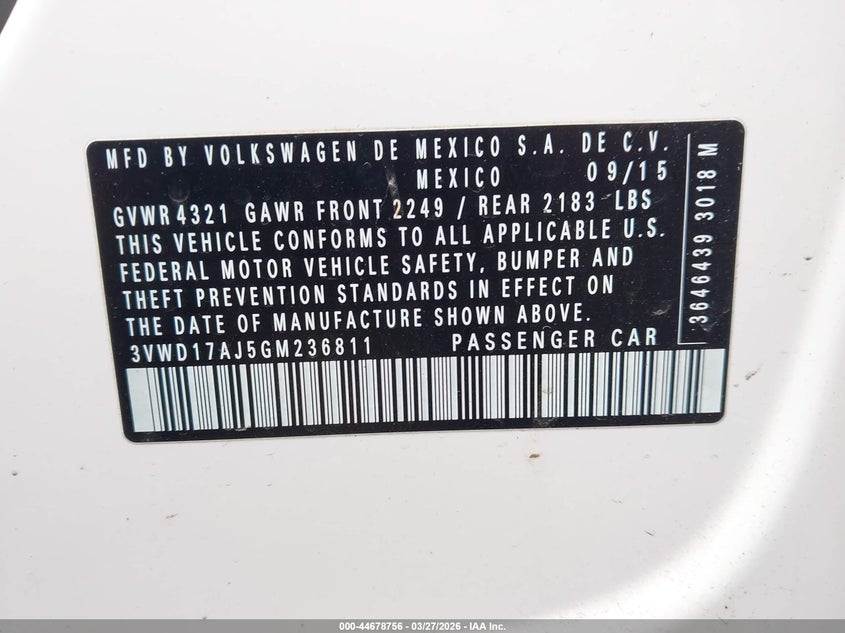 MFD BY VOLKSWAGEN DE MEXICO S.A. DE C.V.
MEXICO 09/15
GVWR 4321 GAWR FRONT 2249 / REAR 2183 LBS
THIS VEHICLE CONFORMS TO ALL APPLICABLE U.S.
FEDERAL MOTOR VEHICLE SAFETY, BUMPER AND
THEFT PREVENTION STANDARDS IN EFFECT ON
THE DATE OF MANUFACTURE SHOWN ABOVE.
3VWD17AJ5GM236811 PASSENGER CAR
3646439 3018 M
000-44678756 — 03/27/2026 — IAA Inc.